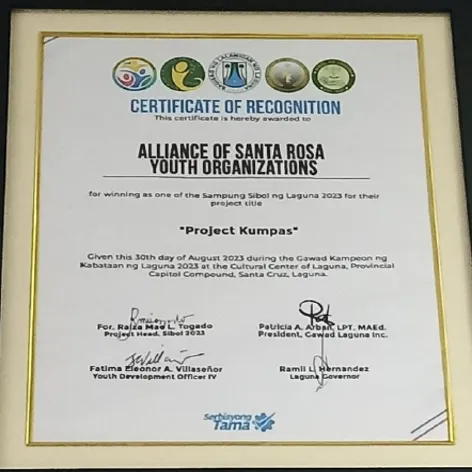 CERTIFICATE OF RECOGNITION
This certificate is hereby awarded to
ALLIANCE OF SANTA ROSA
YOUTH ORGANIZATIONS
for winning as one of the Sampung Sibol ng Laguna 2023 for their
project title
"Project Kumpas"
Given this 30th day of August 2023 during the Gawad Kampeon ng
Kabataan ng Laguna 2023 at the Cultural Center of Laguna, Provincial
Capitol Compound, Santa Cruz, Laguna.
For. Raiza Mae L. Togado
Project Head, Sibol 2023
Patricia A. Arban, LPT, MAEd.
President, Gawad Laguna Inc.
Fatima Eleonor A. Villaseñor
Youth Development Officer IV
Ramil L. Hernandez
Laguna Governor
Serbisyong
Tama